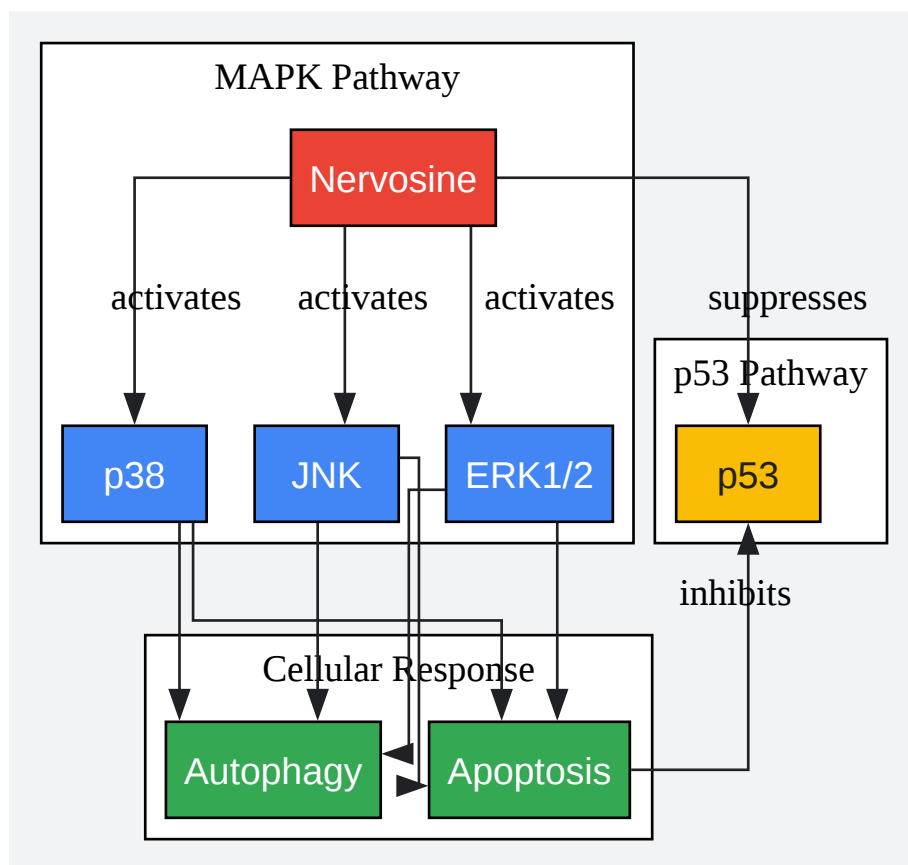 MAPK Pathway
Nervosine
activates
activates
activates
suppresses
p53 Pathway
p38
JNK
ERK1/2
p53
inhibits
Cellular Response
Autophagy
Apoptosis